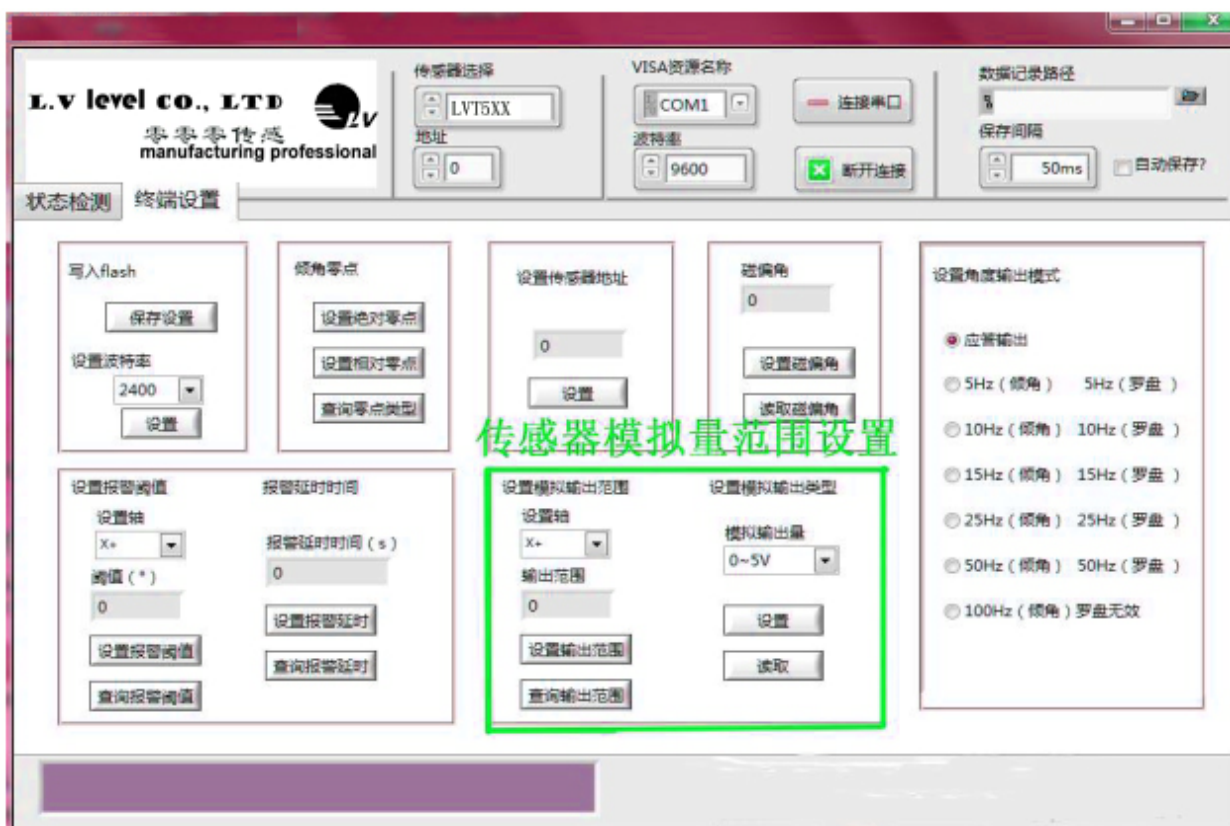 L.V level CO., LTD
零零零传感
manufacturing professional
LV
传感器选择
LVT5XX
地址
0
VISA资源名称
COM1
波特率
9600
连接串口
断开连接
数据记录路径
保存间隔
50ms
自动保存?
状态检测
终端设置
写入flash
保存设置
设置波特率
2400
设置
倾角零点
设置绝对零点
设置相对零点
查询零点类型
设置传感器地址
0
设置
磁偏角
0
设置磁偏角
读取磁偏角
设置角度输出模式
应答输出
5Hz（倾角） 5Hz（罗盘）
10Hz（倾角） 10Hz（罗盘）
15Hz（倾角） 15Hz（罗盘）
25Hz（倾角） 25Hz（罗盘）
50Hz（倾角） 50Hz（罗盘）
100Hz（倾角）罗盘无效
传感器模拟量范围设置
设置报警阈值
设置轴
X+
阈值（°）
0
设置报警阈值
查询报警阈值
报警延时时间
报警延时时间（s）
0
设置报警延时
查询报警延时
设置模拟输出范围
设置轴
X+
输出范围
0
设置输出范围
查询输出范围
设置模拟输出类型
模拟输出量
0~5V
设置
读取